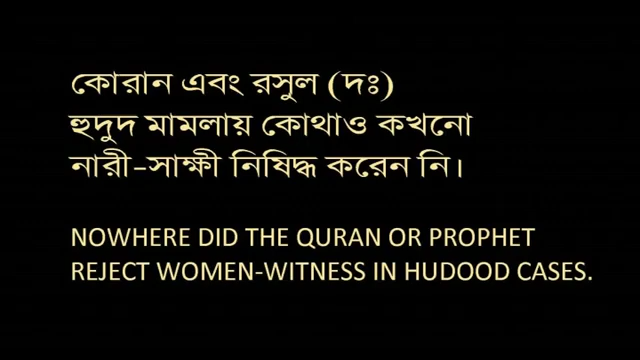 কোরান এবং রসুল (দঃ)
হুদুদ মামলায় কোথাও কখনো
নারী-সাক্ষী নিষিদ্ধ করেন নি।
NOWHERE DID THE QURAN OR PROPHET
REJECT WOMEN-WITNESS IN HUDOOD CASES.